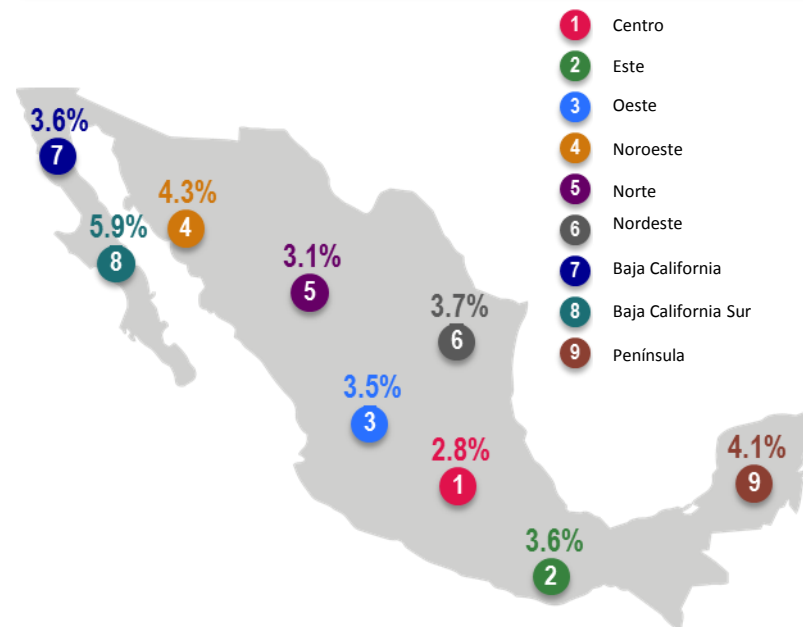 1 Centro
2 Este
3 Oeste
4 Noroeste
5 Norte
6 Nordeste
7 Baja California
8 Baja California Sur
9 Península
3.6%
7
4.3%
4
5.9%
8
3.1%
5
3.7%
6
3.5%
3
2.8%
1
4.1%
9
3.6%
2